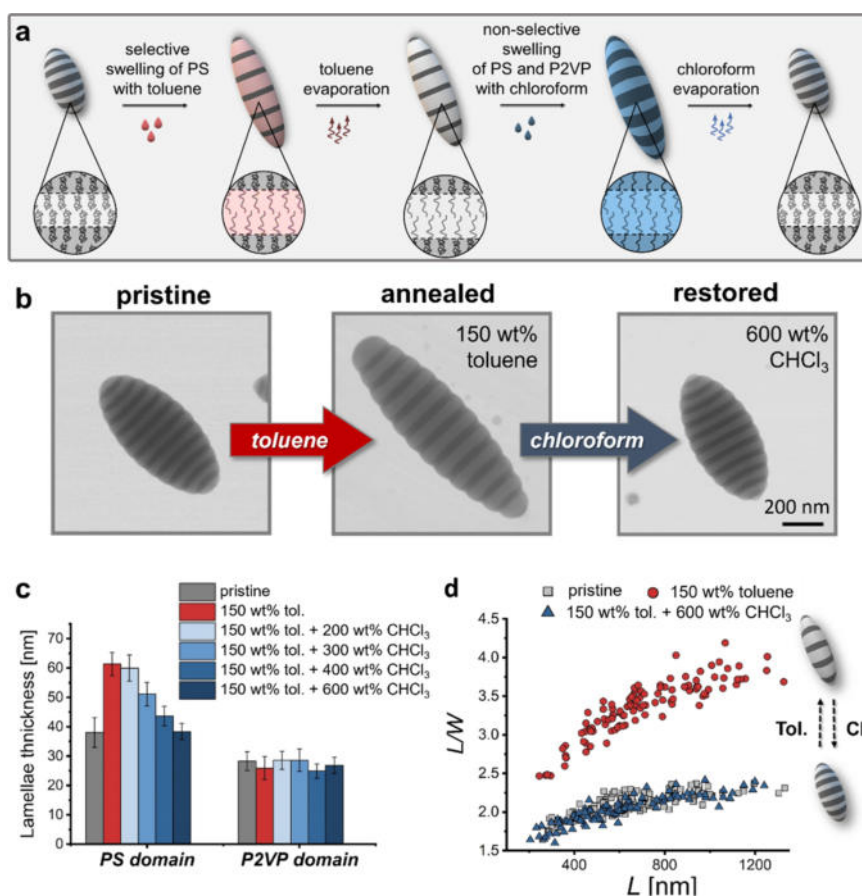 a
selective
swelling of PS
with toluene
toluene
evaporation
non-selective
swelling
of PS and P2VP
with chloroform
chloroform
evaporation
b
pristine
annealed
restored
150 wt%
toluene
600 wt%
CHCl₃
toluene
chloroform
200 nm
c
pristine
150 wt% tol.
150 wt% tol. + 200 wt% CHCl₃
150 wt% tol. + 300 wt% CHCl₃
150 wt% tol. + 400 wt% CHCl₃
150 wt% tol. + 600 wt% CHCl₃
Lamellae thnickness [nm]
70
60
50
40
30
20
10
0
PS domain
P2VP domain
d
pristine
150 wt% toluene
150 wt% tol. + 600 wt% CHCl₃
L/W
4.5
4.0
3.5
3.0
2.5
2.0
1.5
400
800
1200
L [nm]
Tol.